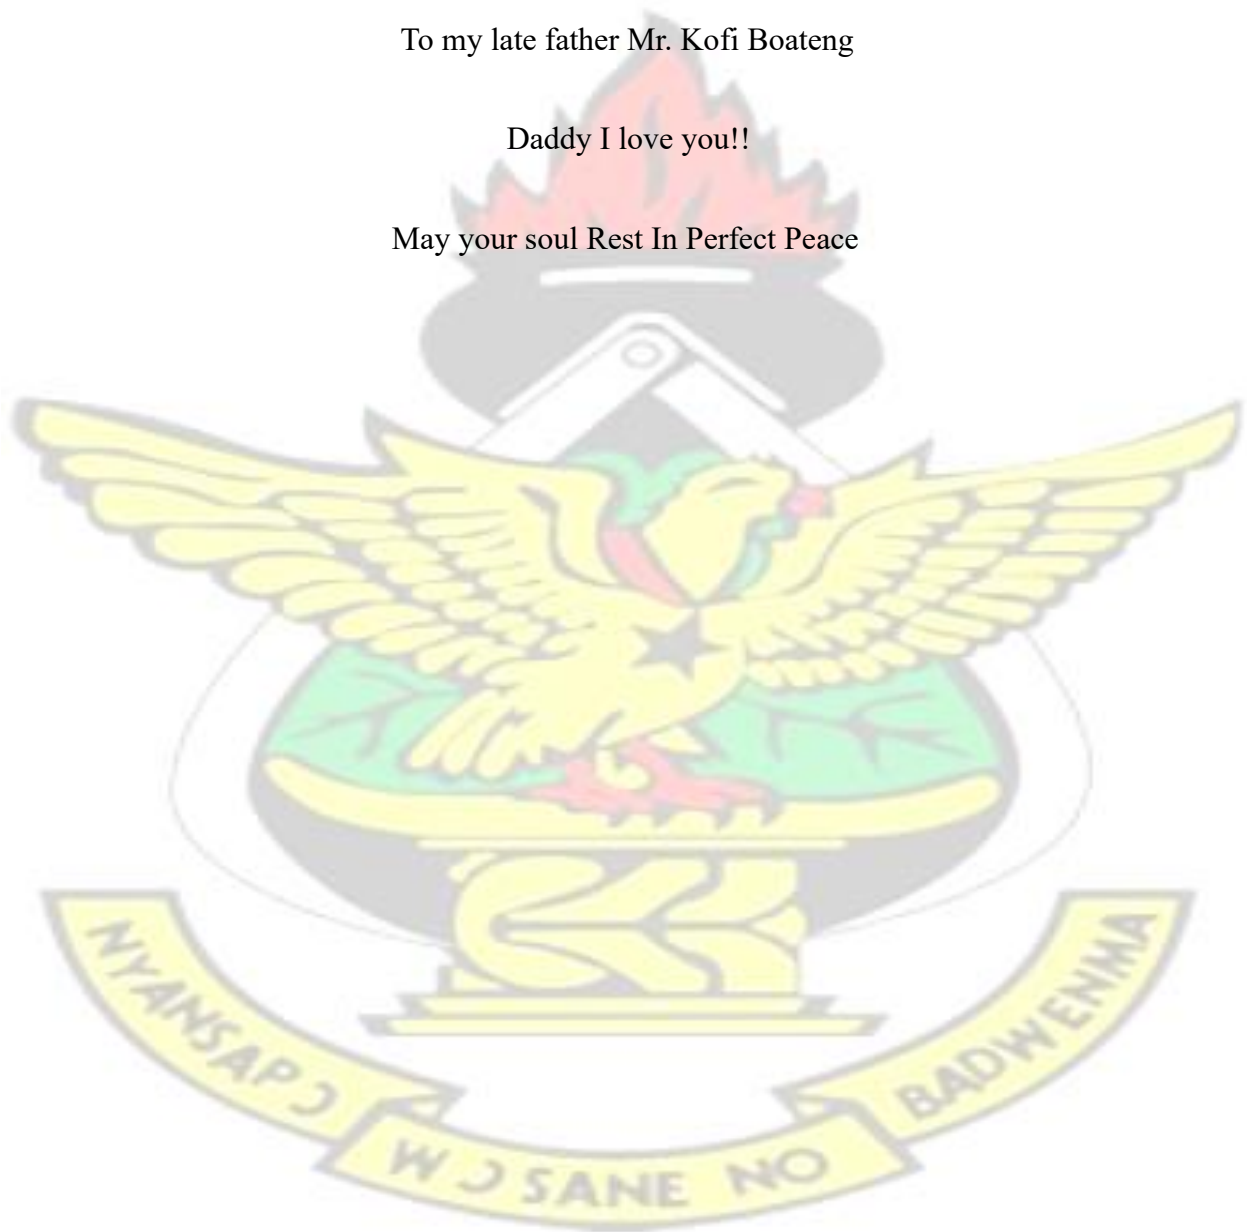 To my late father Mr. Kofi Boateng
Daddy I love you!!
May your soul Rest In Perfect Peace
NYANSAPƆ
WƆSANE NO
BADWENMA